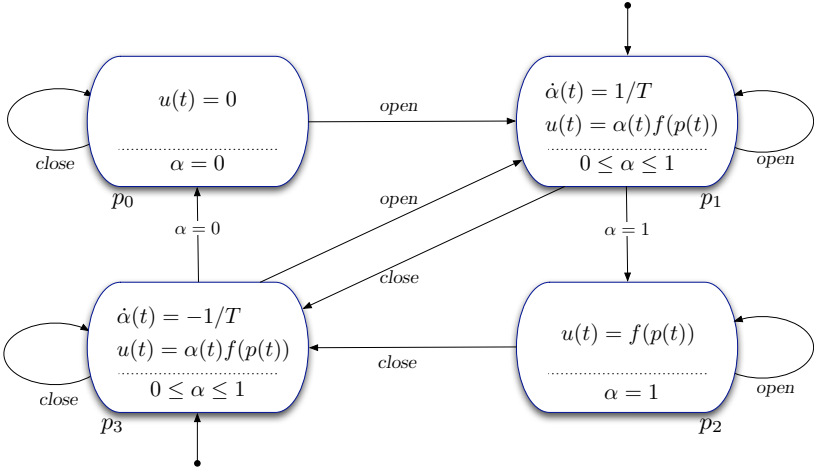 u(t) = 0
α = 0
p₀
close
open
α̇(t) = 1/T
u(t) = α(t)f(p(t))
0 ≤ α ≤ 1
p₁
open
α = 0
open
close
α = 1
α̇(t) = −1/T
u(t) = α(t)f(p(t))
0 ≤ α ≤ 1
p₃
close
close
u(t) = f(p(t))
α = 1
p₂
open